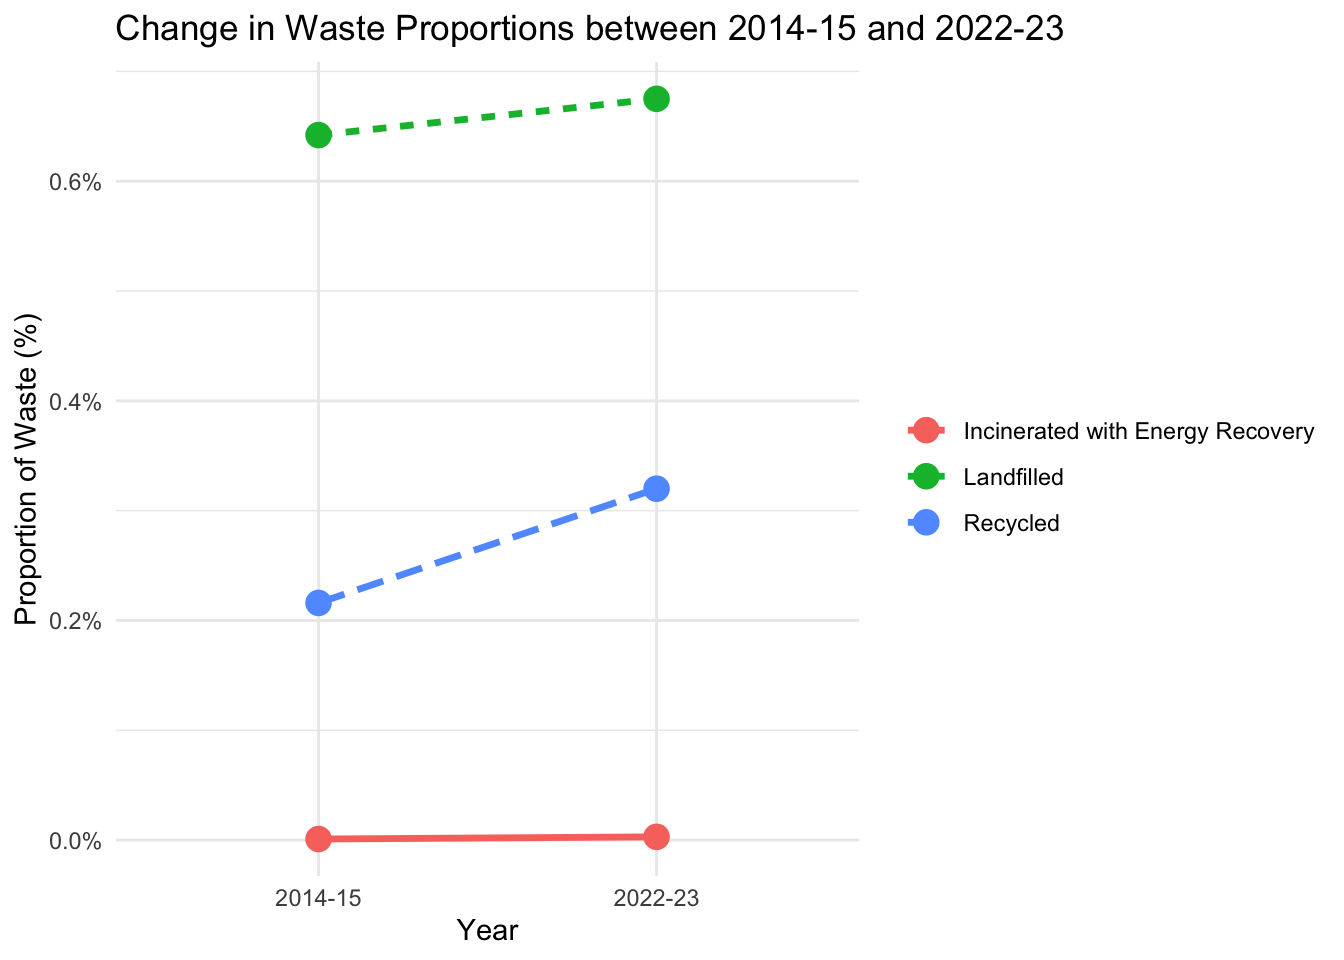 Change in Waste Proportions between 2014-15 and 2022-23
Proportion of Waste (%)
0.6%
0.4%
0.2%
0.0%
2014-15
2022-23
Year
Incinerated with Energy Recovery
Landfilled
Recycled